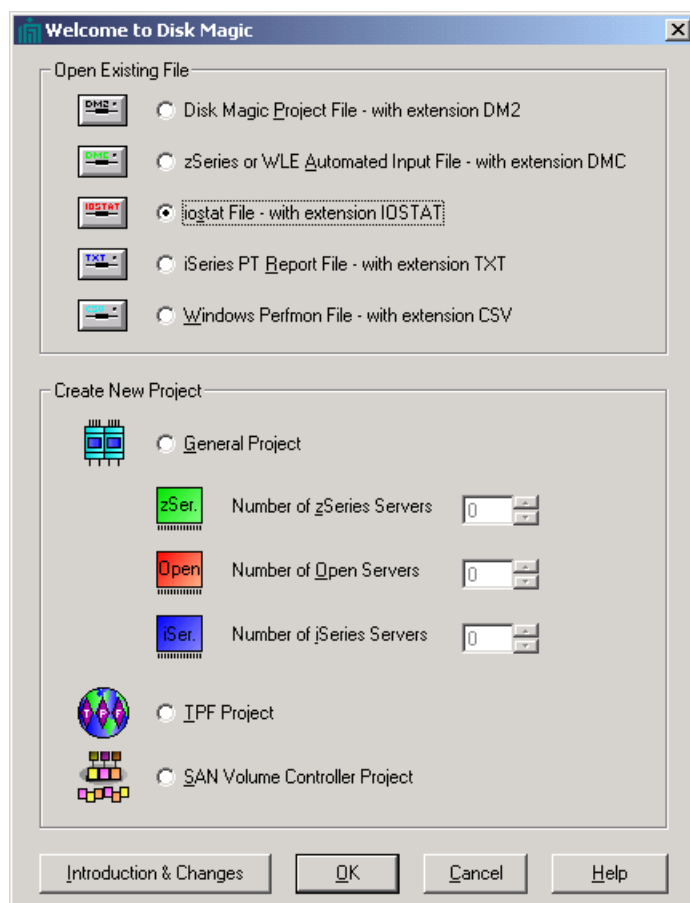 Welcome to Disk Magic
Open Existing File
DM2 Disk Magic Project File - with extension DM2
DMC zSeries or WLE Automated Input File - with extension DMC
IOSTAT iostat File - with extension IOSTAT
TXT iSeries PT Report File - with extension TXT
CSV Windows Perfmon File - with extension CSV
Create New Project
General Project
zSer. Number of zSeries Servers 0
Open Number of Open Servers 0
iSer. Number of iSeries Servers 0
T P F TPF Project
SAN Volume Controller Project
Introduction & Changes OK Cancel Help